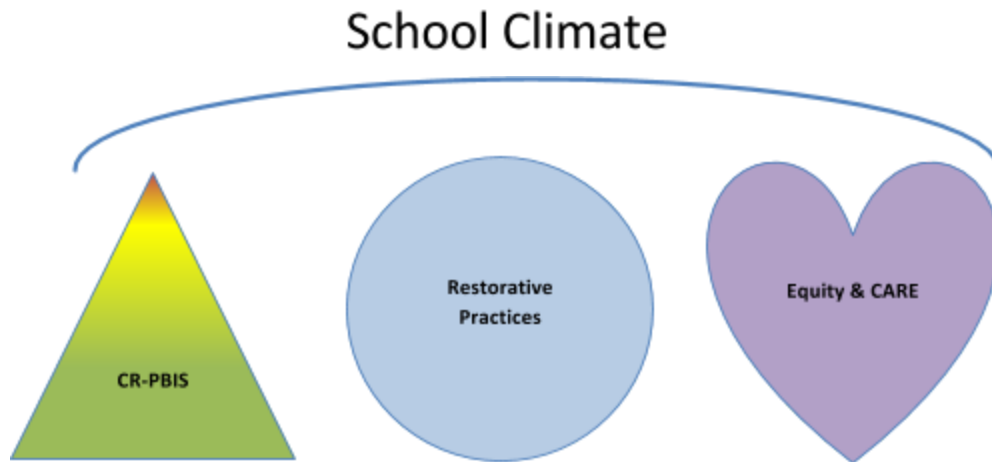 School Climate
CR-PBIS
Restorative
Practices
Equity & CARE